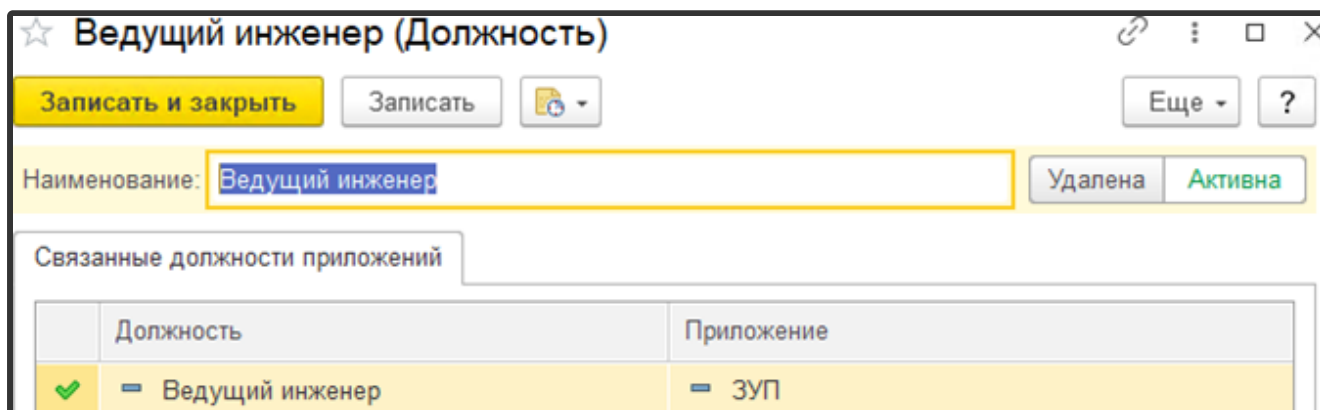 Ведущий инженер (Должность)
Записать и закрыть Записать Еще ?
Наименование: Ведущий инженер Удалена Активна
Связанные должности приложений
Должность Приложение
Ведущий инженер ЗУП